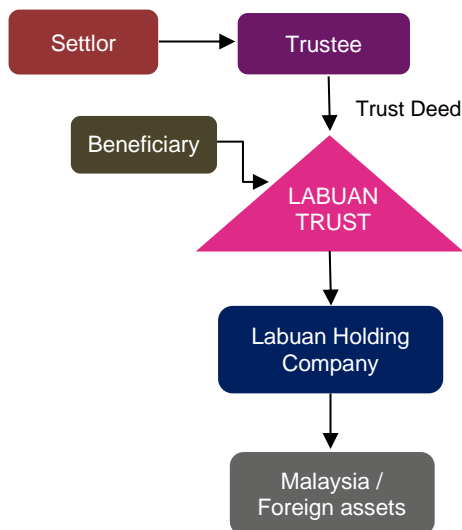 Settlor
Trustee
Trust Deed
Beneficiary
LABUAN
TRUST
Labuan Holding
Company
Malaysia /
Foreign assets